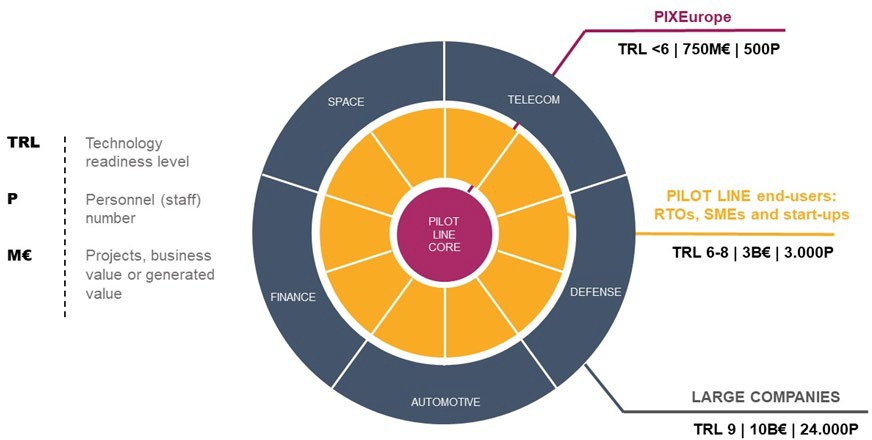 PIXEurope
TRL <6 | 750M€ | 500P
SPACE
TELECOM
TRL
Technology
readiness level
P
Personnel (staff)
number
M€
Projects, business
value or generated
value
PILOT
LINE
CORE
PILOT LINE end-users:
RTOs, SMEs and start-ups
TRL 6-8 | 3B€ | 3.000P
FINANCE
DEFENSE
AUTOMOTIVE
LARGE COMPANIES
TRL 9 | 10B€ | 24.000P